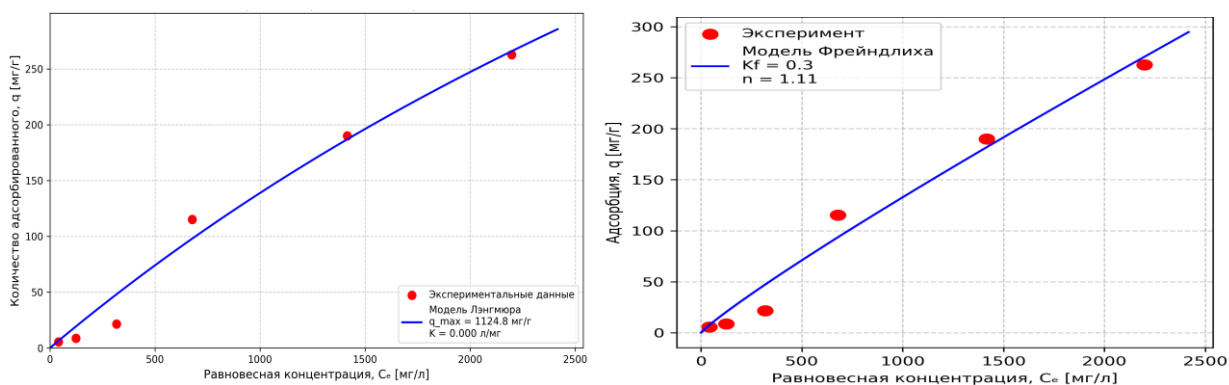 Количество адсорбированного, q [мг/г]
250
200
150
100
50
0
0 500 1000 1500 2000 2500
Равновесная концентрация, Cₑ [мг/л]
Экспериментальные данные
Модель Лэнгмюра
q_max = 1124.8 мг/г
K = 0.000 л/мг
Адсорбция, q [мг/г]
300
250
200
150
100
50
0
0 500 1000 1500 2000 2500
Равновесная концентрация, Cₑ [мг/л]
Эксперимент
Модель Фрейндлиха
Kf = 0.3
n = 1.11